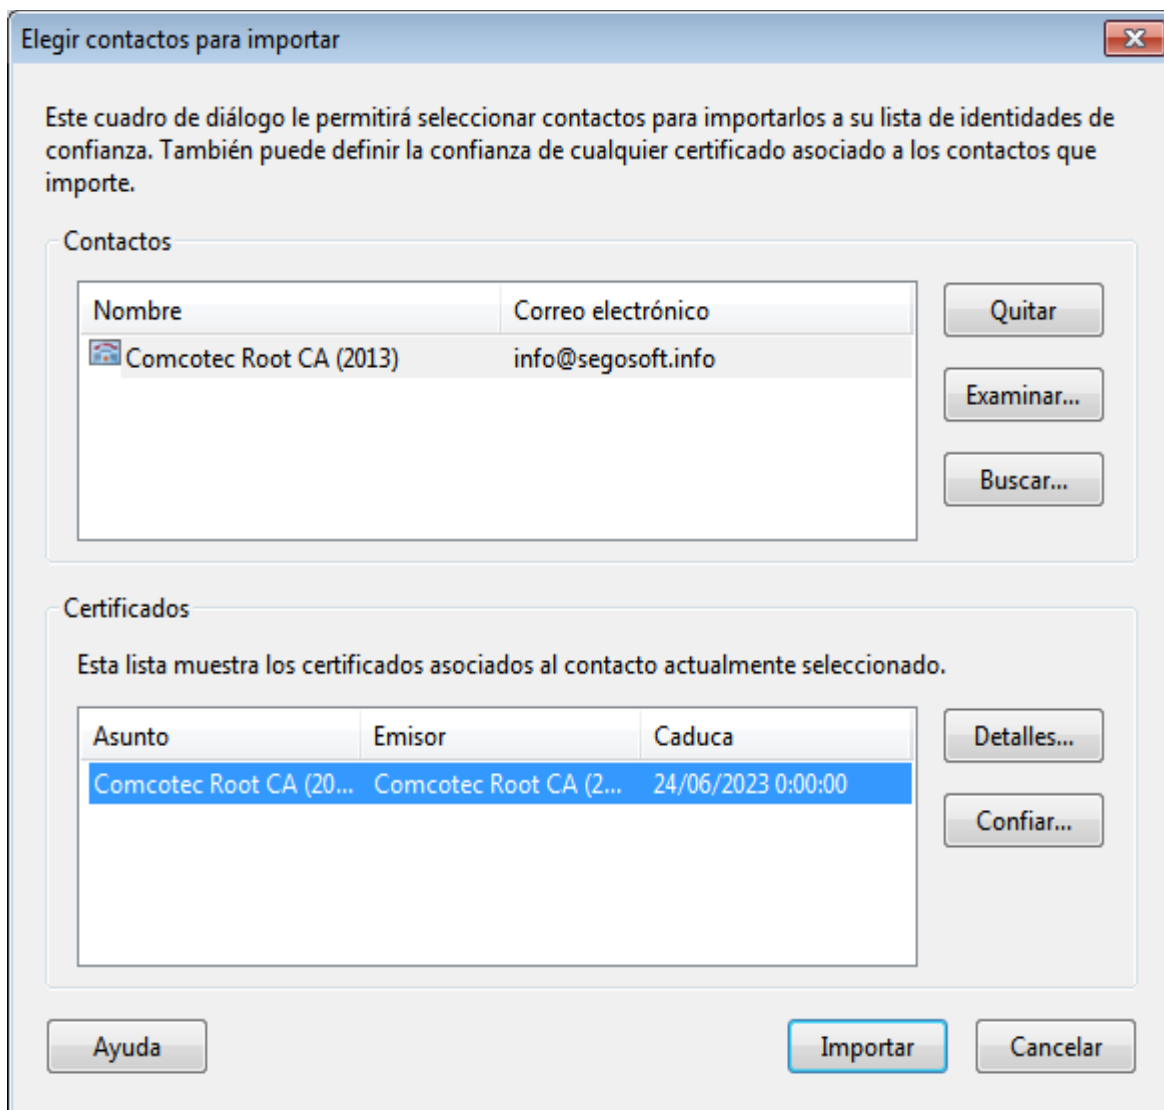 Elegir contactos para importar
Este cuadro de diálogo le permitirá seleccionar contactos para importarlos a su lista de identidades de
confianza. También puede definir la confianza de cualquier certificado asociado a los contactos que
importe.
Contactos
Nombre Correo electrónico
Comcotec Root CA (2013) info@segosoft.info
Quitar
Examinar...
Buscar...
Certificados
Esta lista muestra los certificados asociados al contacto actualmente seleccionado.
Asunto Emisor Caduca
Comcotec Root CA (20... Comcotec Root CA (2... 24/06/2023 0:00:00
Detalles...
Confiar...
Ayuda Importar Cancelar